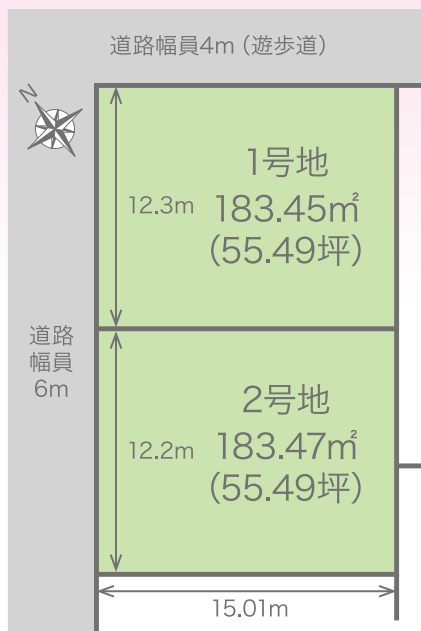 道路幅員4m（遊歩道）
N
1号地
12.3m
183.45㎡
(55.49坪)
道路
幅員
6m
2号地
12.2m
183.47㎡
(55.49坪)
15.01m